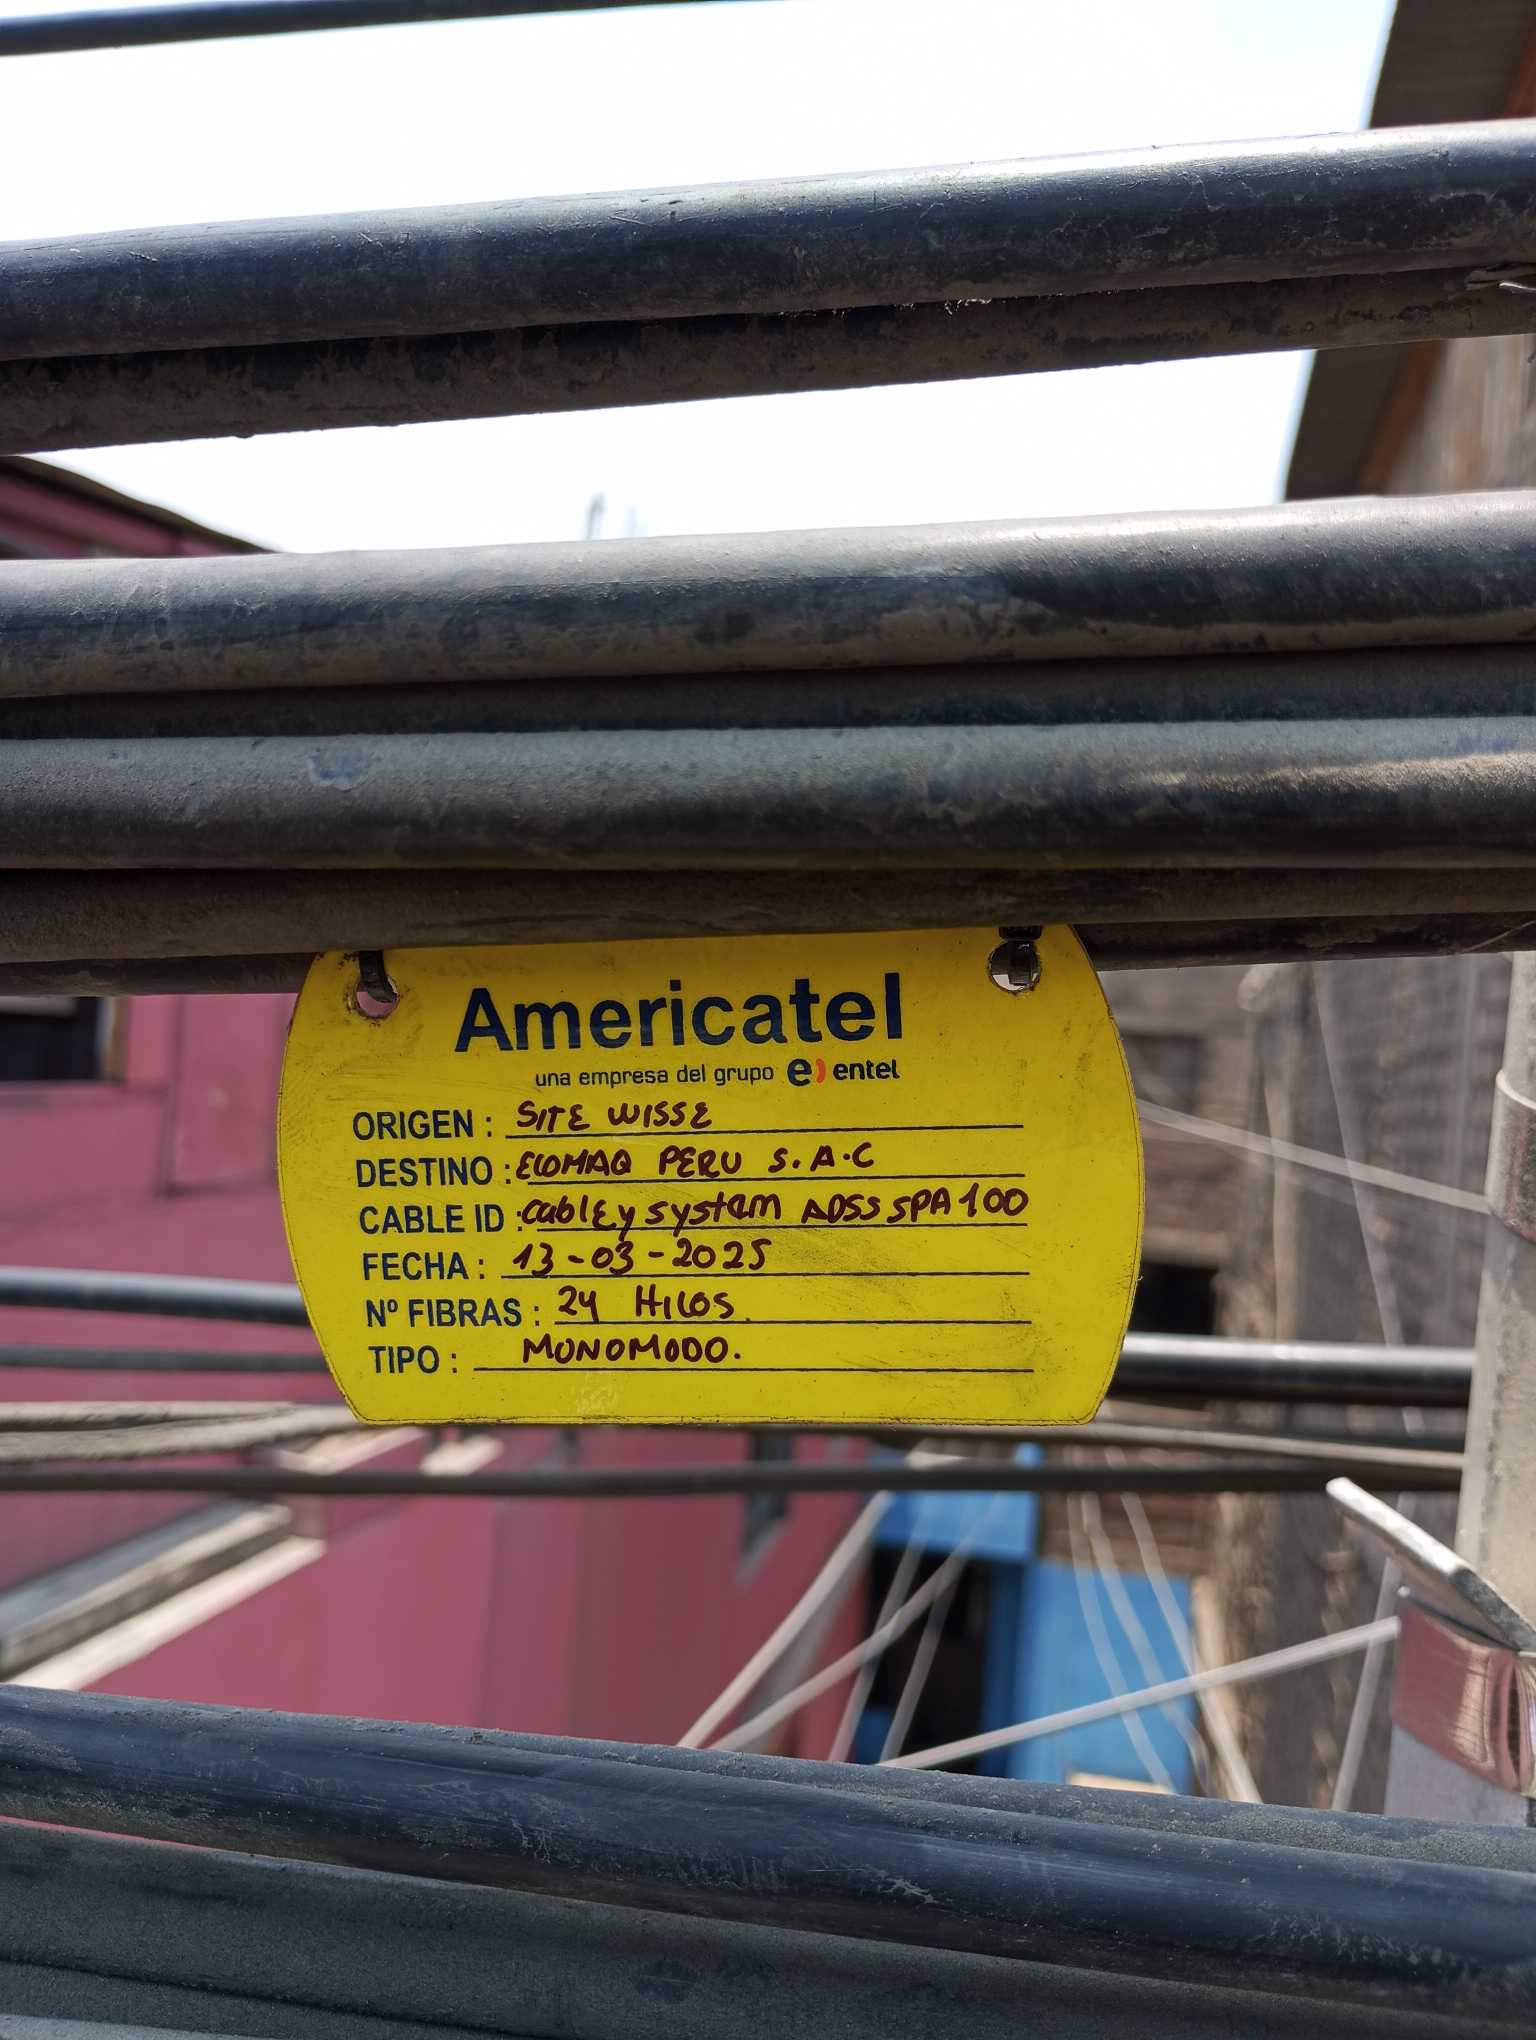 Americatel
una empresa del grupo e) entel
ORIGEN : SITE WISSE
DESTINO : ECOMAQ PERU S.A.C
CABLE ID : cabley system ADSS SPA 100
FECHA : 13-03-2025
Nº FIBRAS : 24 HILOS
TIPO : MONOMODO.